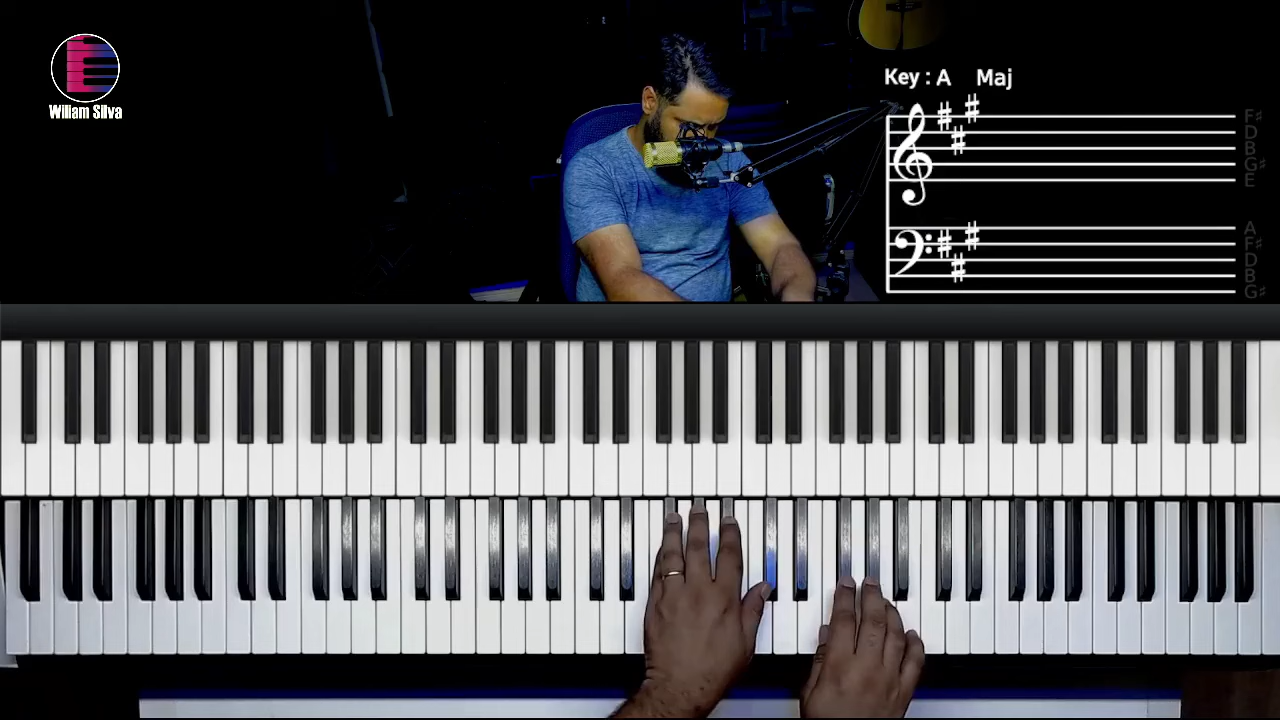 Wiliam Silva
Key : A Maj
F♯
D
B
G♯
E
A
F♯
D
B
G♯